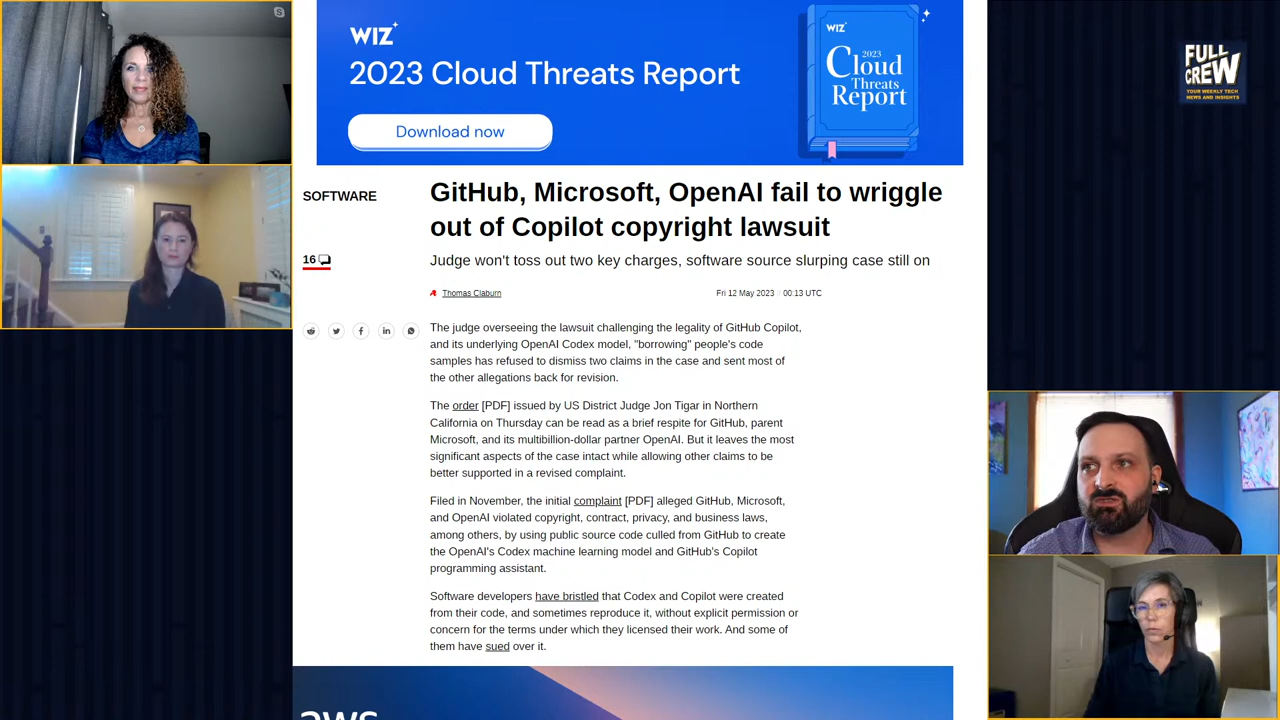 WIZ
2023 Cloud Threats Report
Download now
WIZ
2023
Cloud
Threats
Report
FULL
CREW
YOUR WEEKLY TECH
NEWS AND INSIGHTS
SOFTWARE
GitHub, Microsoft, OpenAI fail to wriggle
out of Copilot copyright lawsuit
16
Judge won't toss out two key charges, software source slurping case still on
Thomas Claburn
Fri 12 May 2023 // 00:13 UTC
The judge overseeing the lawsuit challenging the legality of GitHub Copilot,
and its underlying OpenAI Codex model, "borrowing" people's code
samples has refused to dismiss two claims in the case and sent most of
the other allegations back for revision.
The order [PDF] issued by US District Judge Jon Tigar in Northern
California on Thursday can be read as a brief respite for GitHub, parent
Microsoft, and its multibillion-dollar partner OpenAI. But it leaves the most
significant aspects of the case intact while allowing other claims to be
better supported in a revised complaint.
Filed in November, the initial complaint [PDF] alleged GitHub, Microsoft,
and OpenAI violated copyright, contract, privacy, and business laws,
among others, by using public source code culled from GitHub to create
the OpenAI's Codex machine learning model and GitHub's Copilot
programming assistant.
Software developers have bristled that Codex and Copilot were created
from their code, and sometimes reproduce it, without explicit permission or
concern for the terms under which they licensed their work. And some of
them have sued over it.
aws